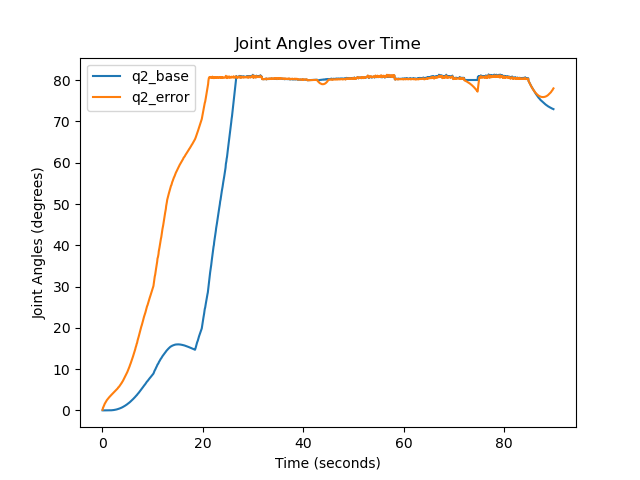 Joint Angles over Time
q2_base
q2_error
Joint Angles (degrees)
80
70
60
50
40
30
20
10
0
0 20 40 60 80
Time (seconds)